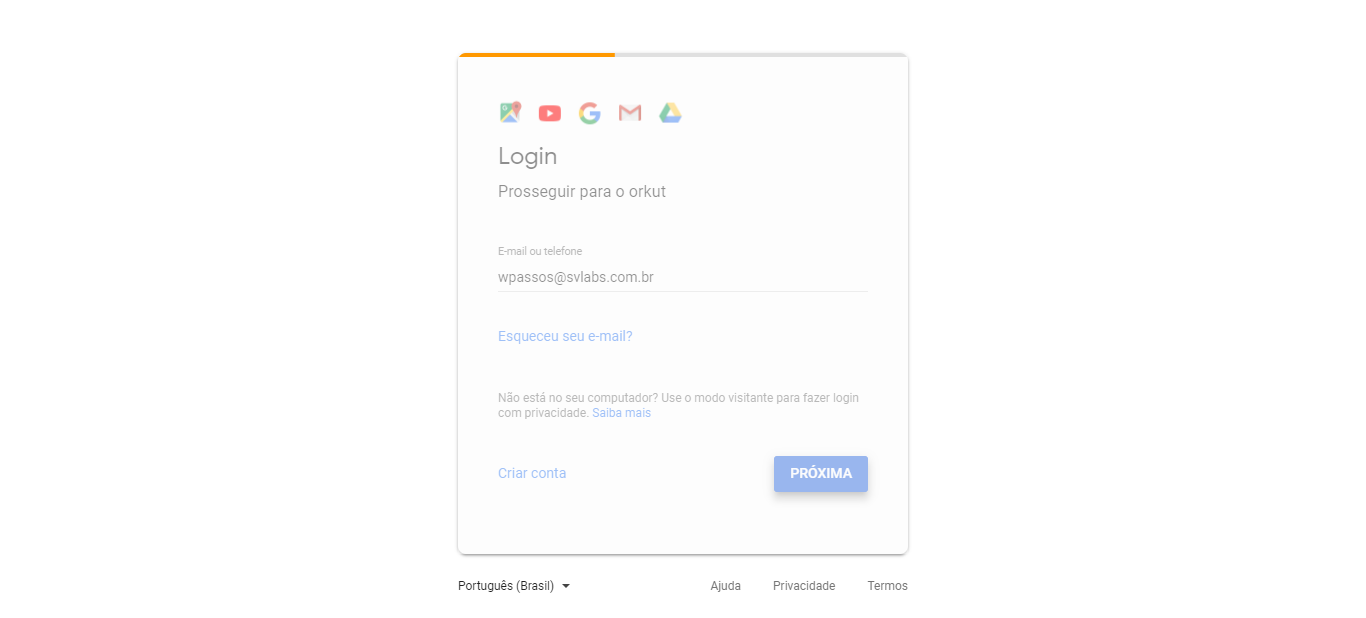 Login
Prosseguir para o orkut
E-mail ou telefone
wpassos@svlabs.com.br
Esqueceu seu e-mail?
Não está no seu computador? Use o modo visitante para fazer login
com privacidade. Saiba mais
Criar conta
PRÓXIMA
Português (Brasil)
Ajuda
Privacidade
Termos